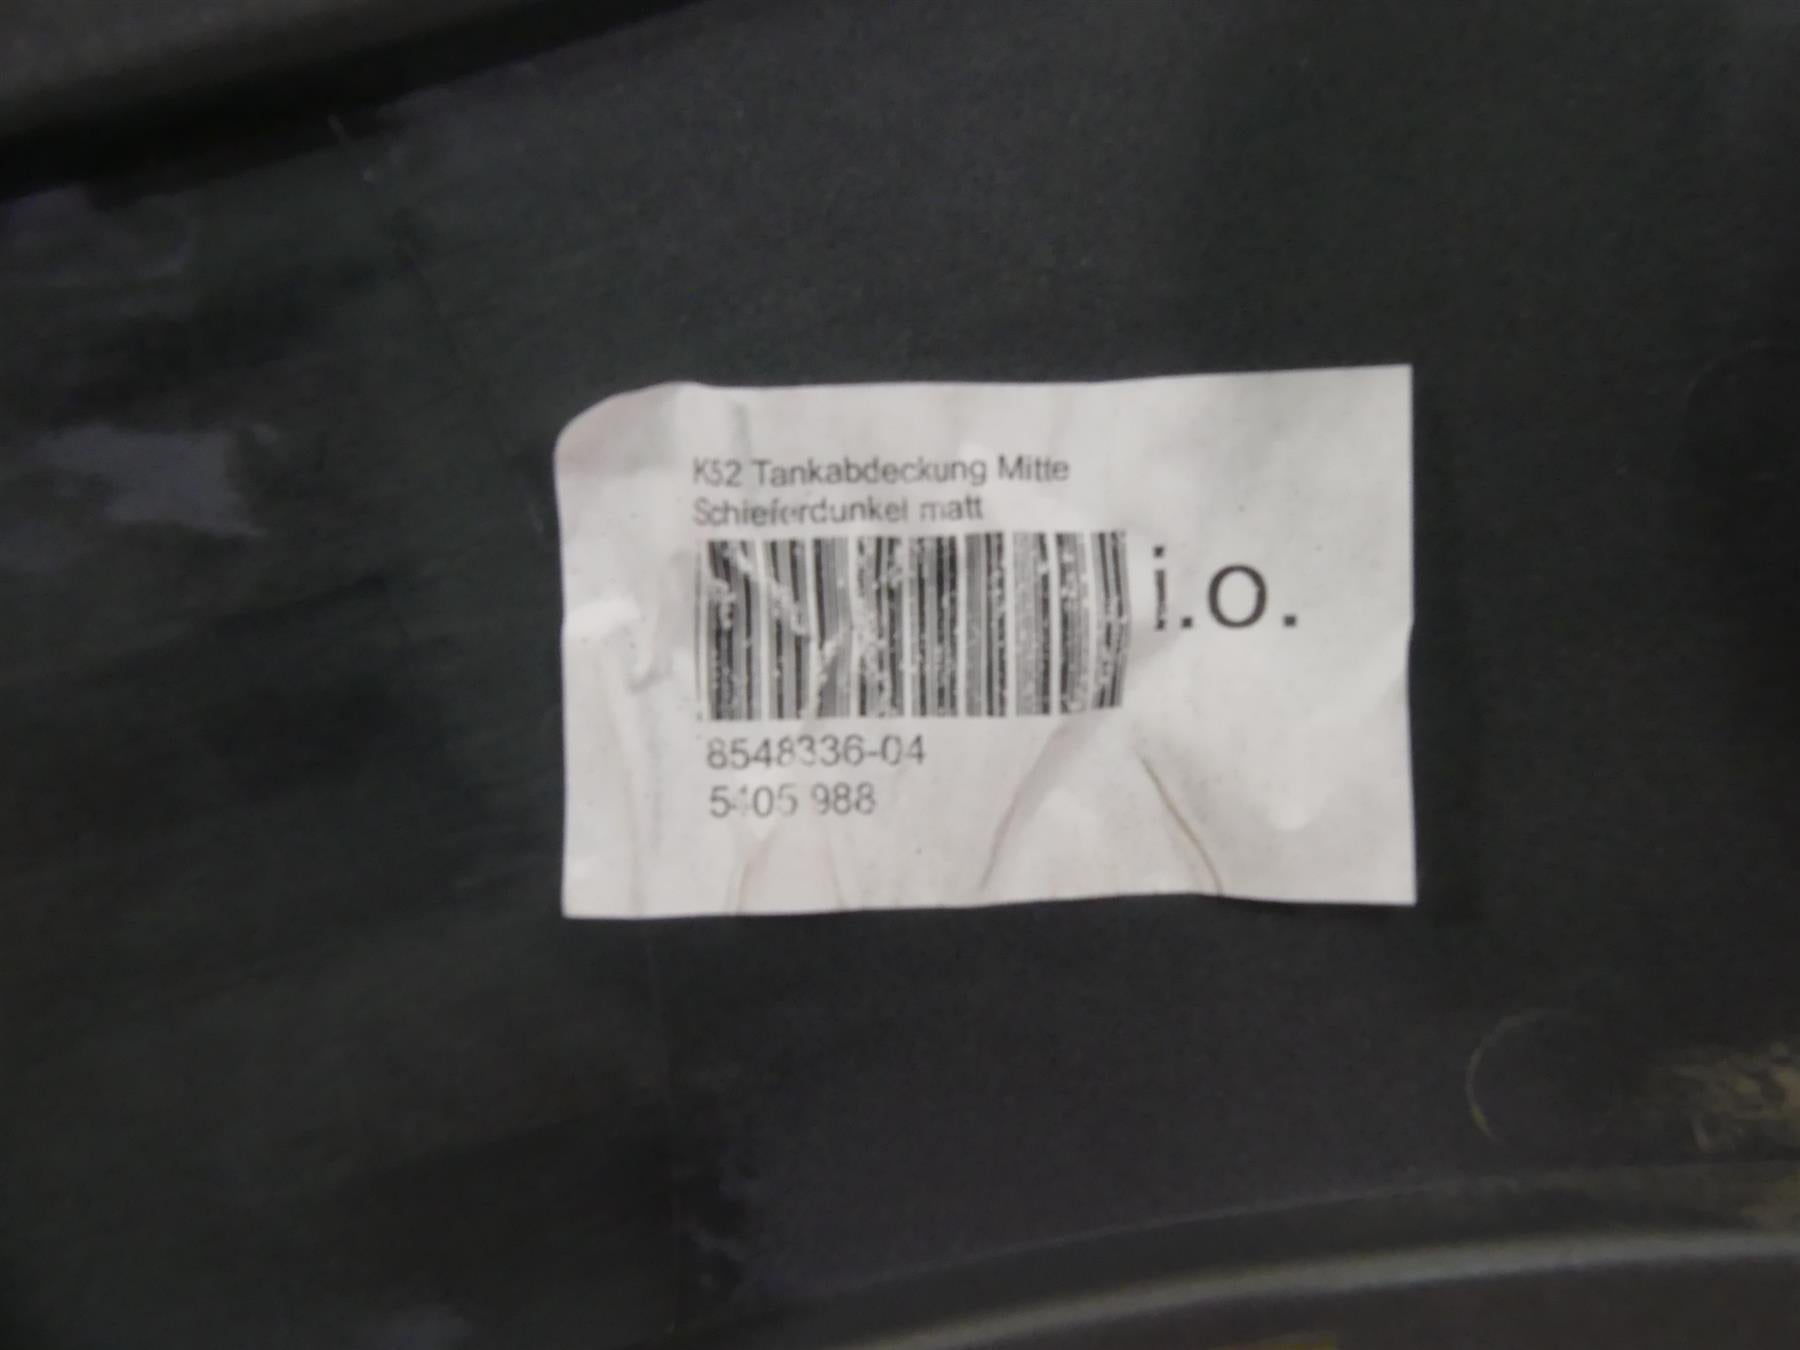 K52 Tankabdeckung Mitte
Schieferdunkel matt
i.o.
8548336-04
5405 988